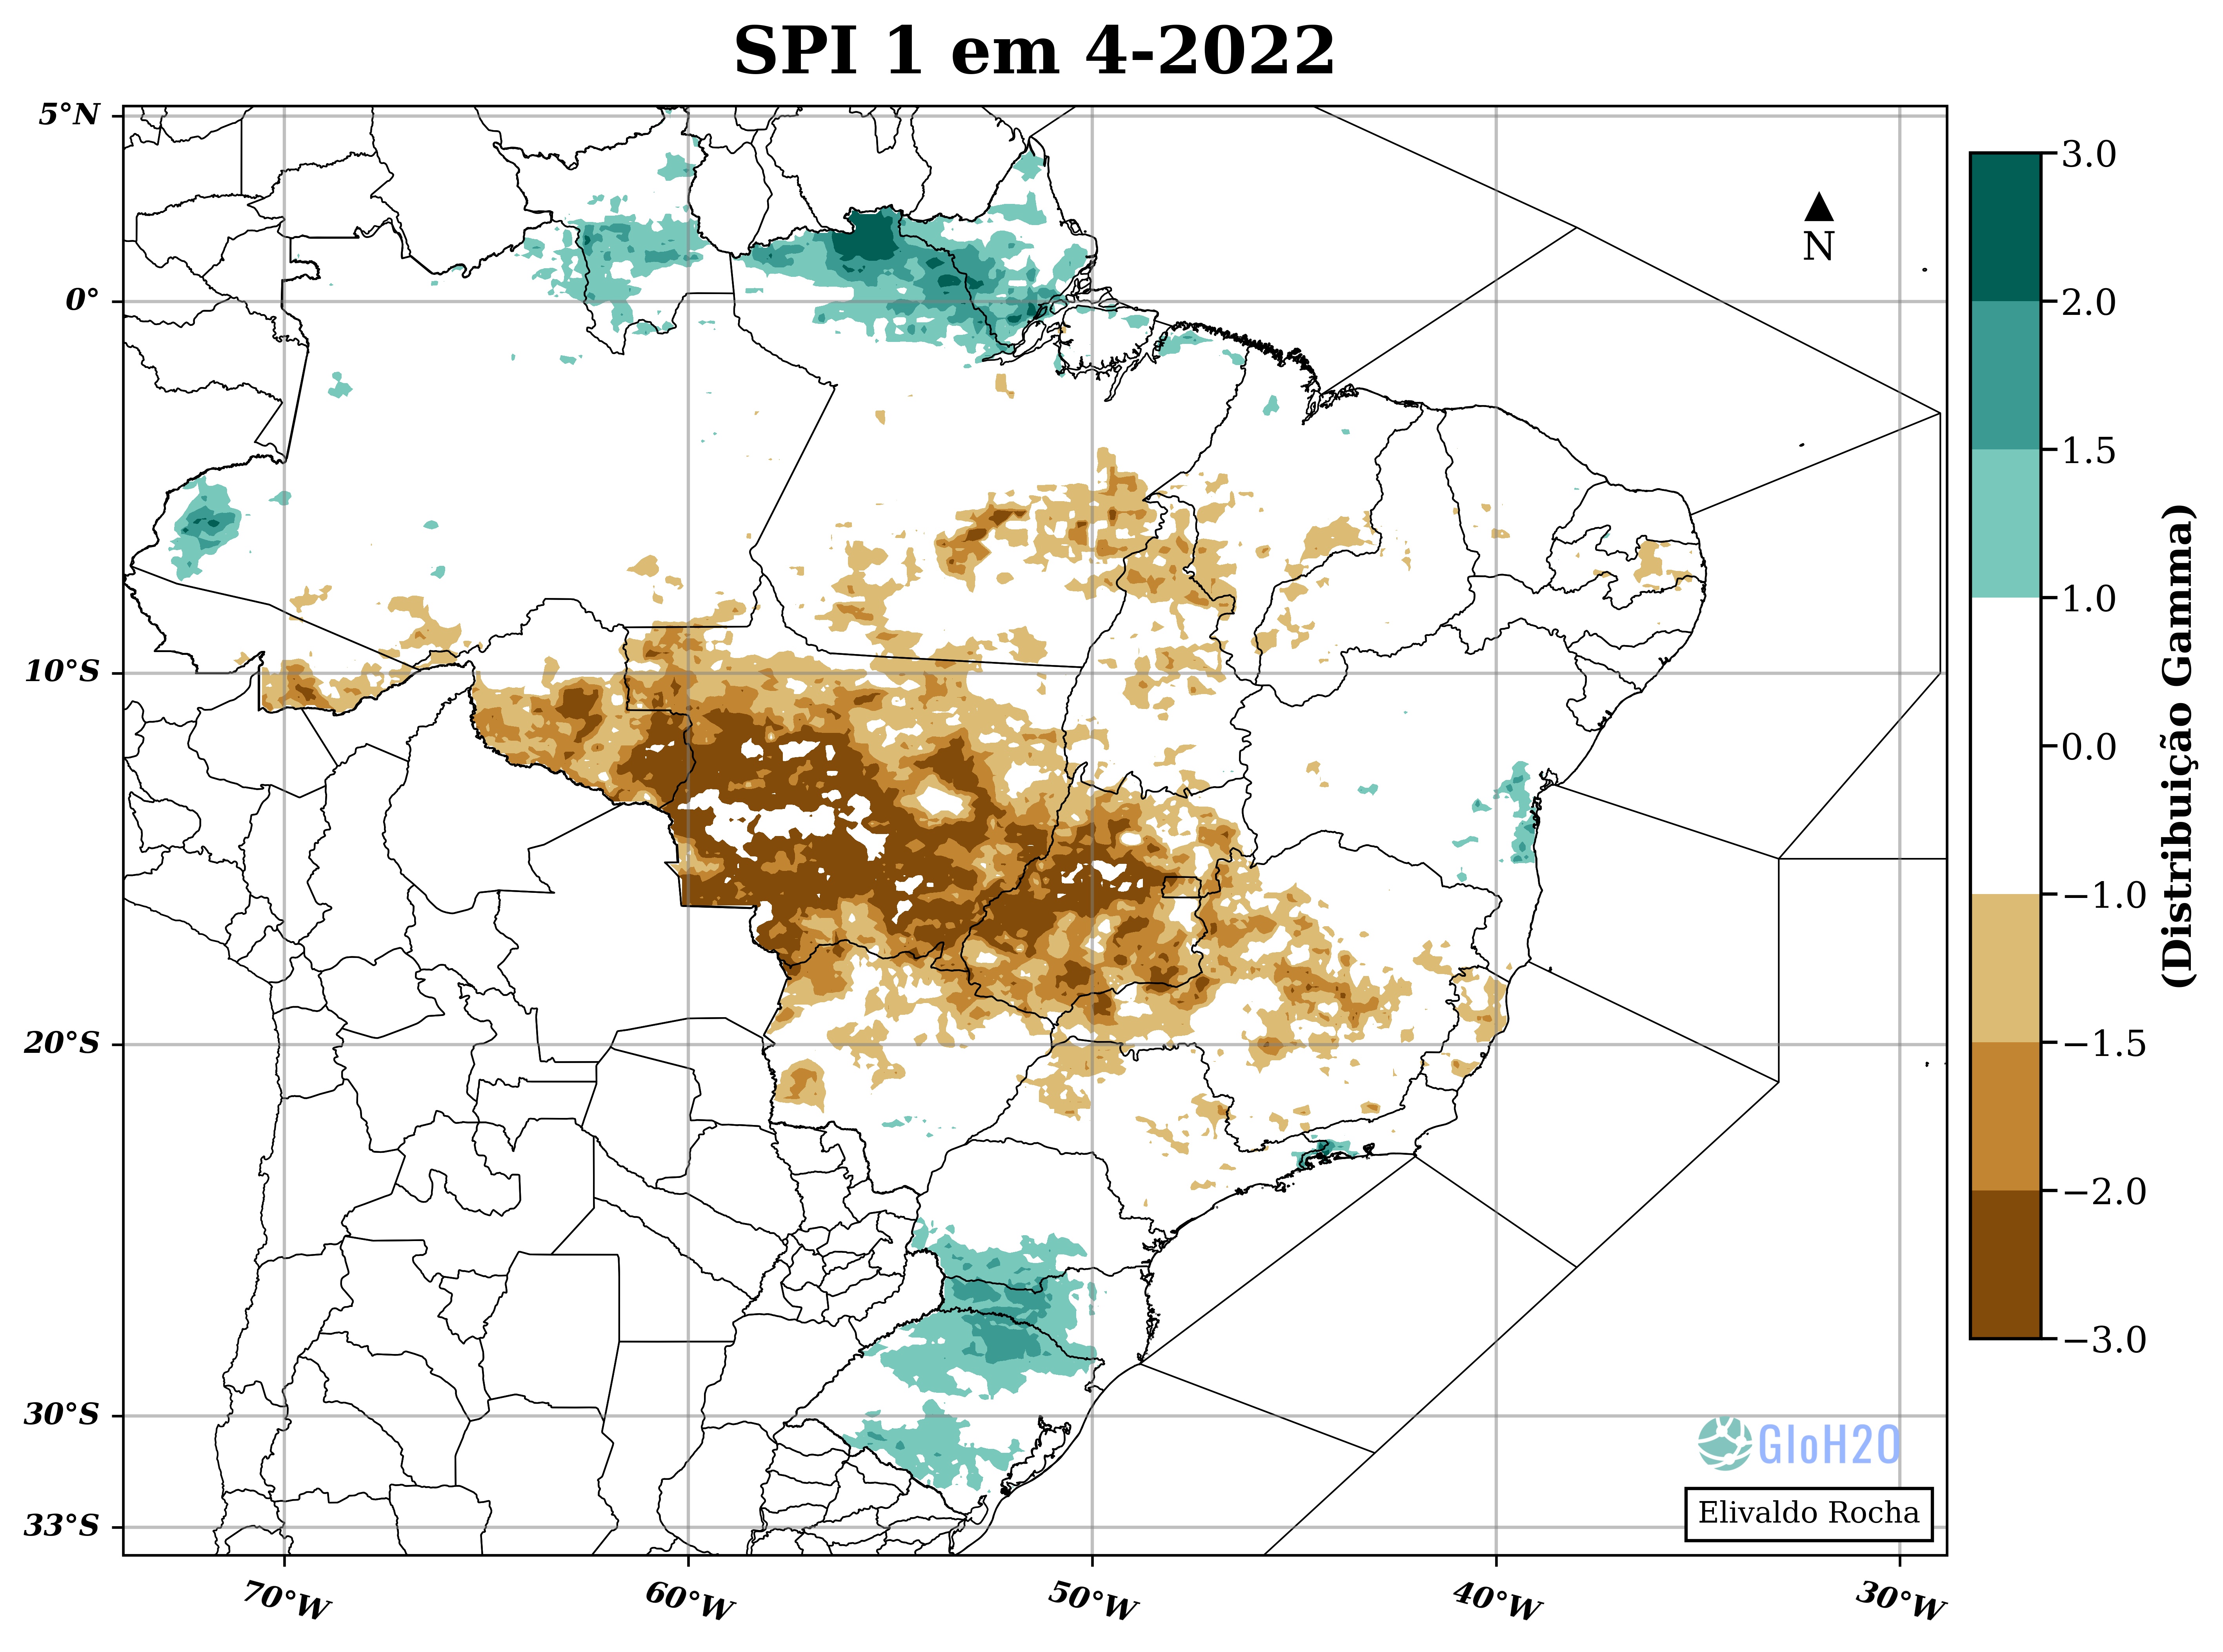 SPI 1 em 4-2022
5°N
0°
10°S
20°S
30°S
33°S
70°W
60°W
50°W
40°W
30°W
N
3.0
2.0
1.5
1.0
0.0
−1.0
−1.5
−2.0
−3.0
(Distribuição Gamma)
GloH2O
Elivaldo Rocha